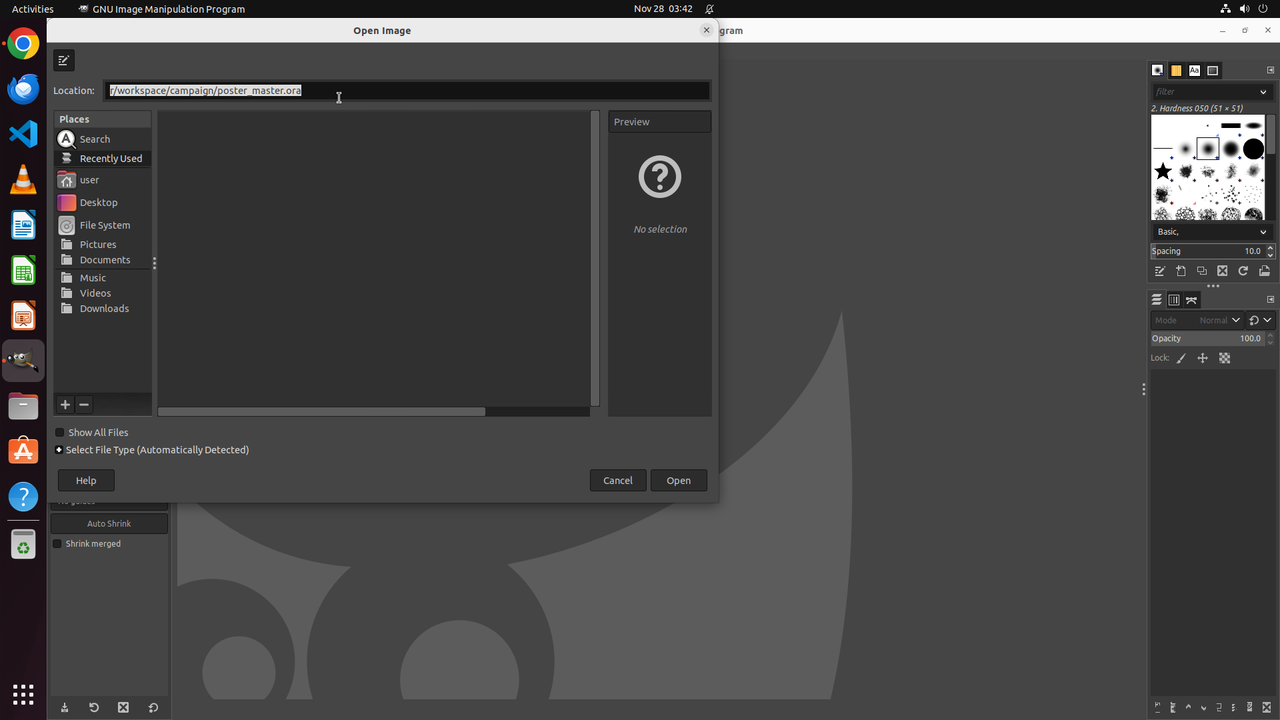 Activities
GNU Image Manipulation Program
Nov 28 03:42
Open Image
gram
Location:
r/workspace/campaign/poster_master.ora
Places
Search
Recently Used
user
Desktop
File System
Pictures
Documents
Music
Videos
Downloads
Preview
No selection
Show All Files
Select File Type (Automatically Detected)
Help
Cancel
Open
Auto Shrink
Shrink merged
filter
2. Hardness 050 (51 × 51)
Basic,
Spacing
10.0
Mode
Normal
Opacity
100.0
Lock: